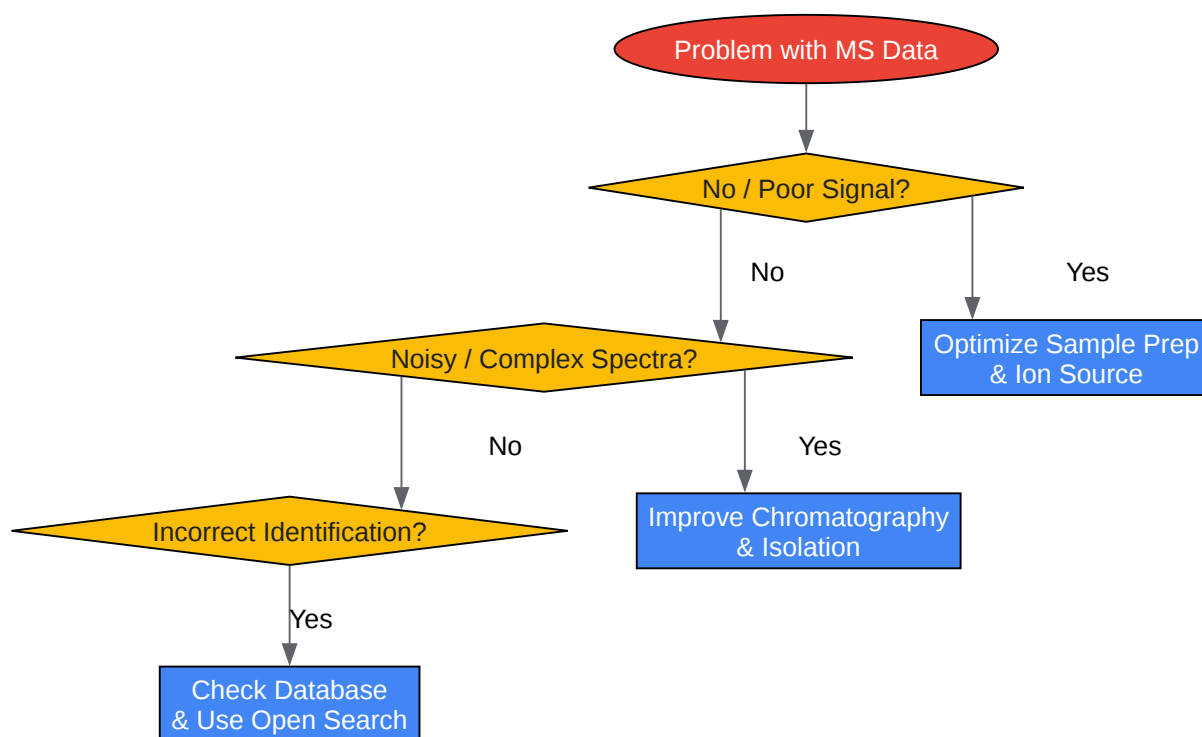 Problem with MS Data
No / Poor Signal?
No
Yes
Optimize Sample Prep
& Ion Source
Noisy / Complex Spectra?
No
Yes
Improve Chromatography
& Isolation
Incorrect Identification?
Yes
Check Database
& Use Open Search